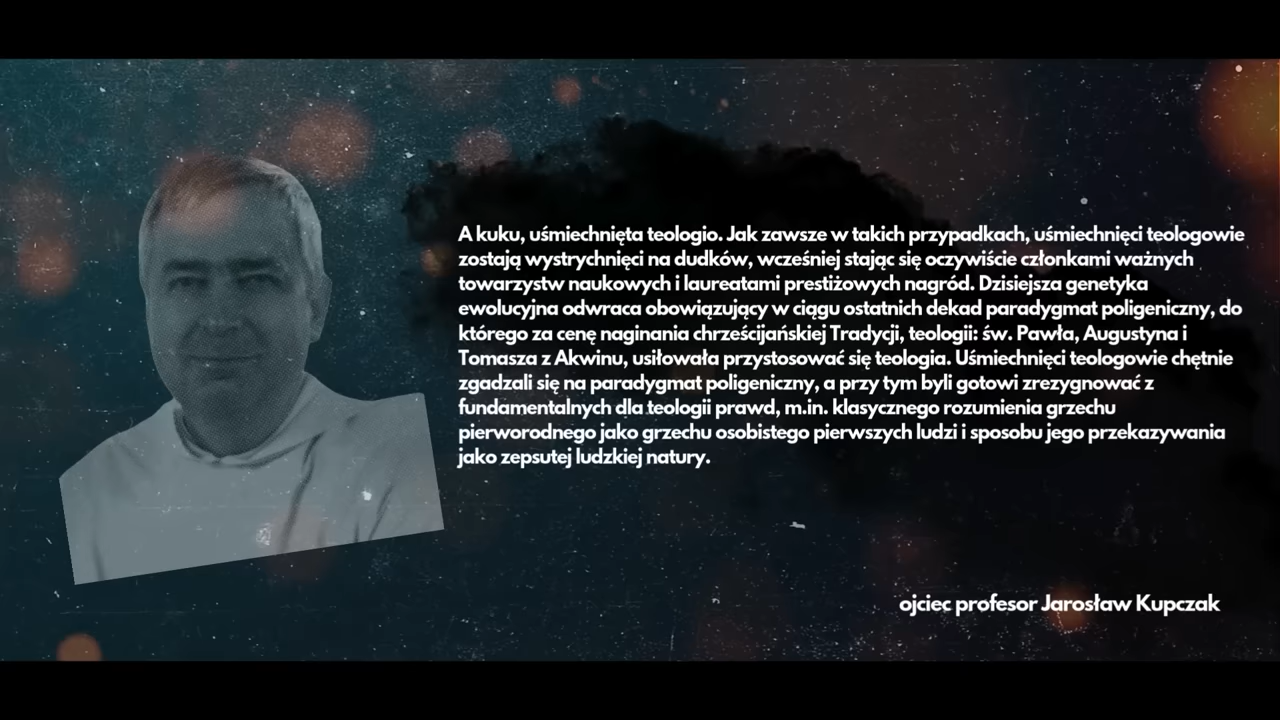 A kuku, uśmiechnięta teologio. Jak zawsze w takich przypadkach, uśmiechnięci teologowie
zostają wystrychnięci na dudków, wcześniej stając się oczywiście członkami ważnych
towarzystw naukowych i laureatami prestiżowych nagród. Dzisiejsza genetyka
ewolucyjna odwraca obowiązujący w ciągu ostatnich dekad paradygmat poligeniczny, do
którego za cenę naginania chrześcijańskiej Tradycji, teologii: św. Pawła, Augustyna i
Tomasza z Akwinu, usiłowała przystosować się teologia. Uśmiechnięci teologowie chętnie
zgadzali się na paradygmat poligeniczny, a przy tym byli gotowi zrezygnować z
fundamentalnych dla teologii prawd, m.in. klasycznego rozumienia grzechu
pierworodnego jako grzechu osobistego pierwszych ludzi i sposobu jego przekazywania
jako zepsutej ludzkiej natury.
ojciec profesor Jarosław Kupczak